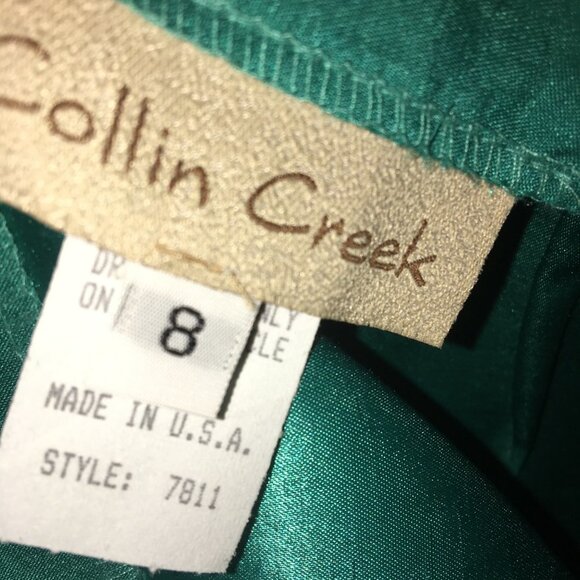 Collin Creek
8
MADE IN U.S.A.
STYLE: 7811